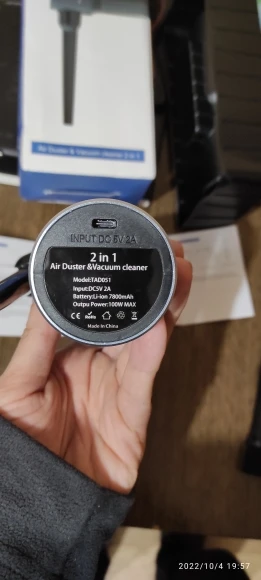 Air Duster & Vacuum cleaner 2 in 1
INPUT DC 5V 2A
2 in 1
Air Duster &Vacuum cleaner
Model:TAD051
Input:DC5V 2A
Battery:Li-ion 7800mAh
Output Power:100W MAX
CE RoHS
Made in China
2022/10/4 19:57